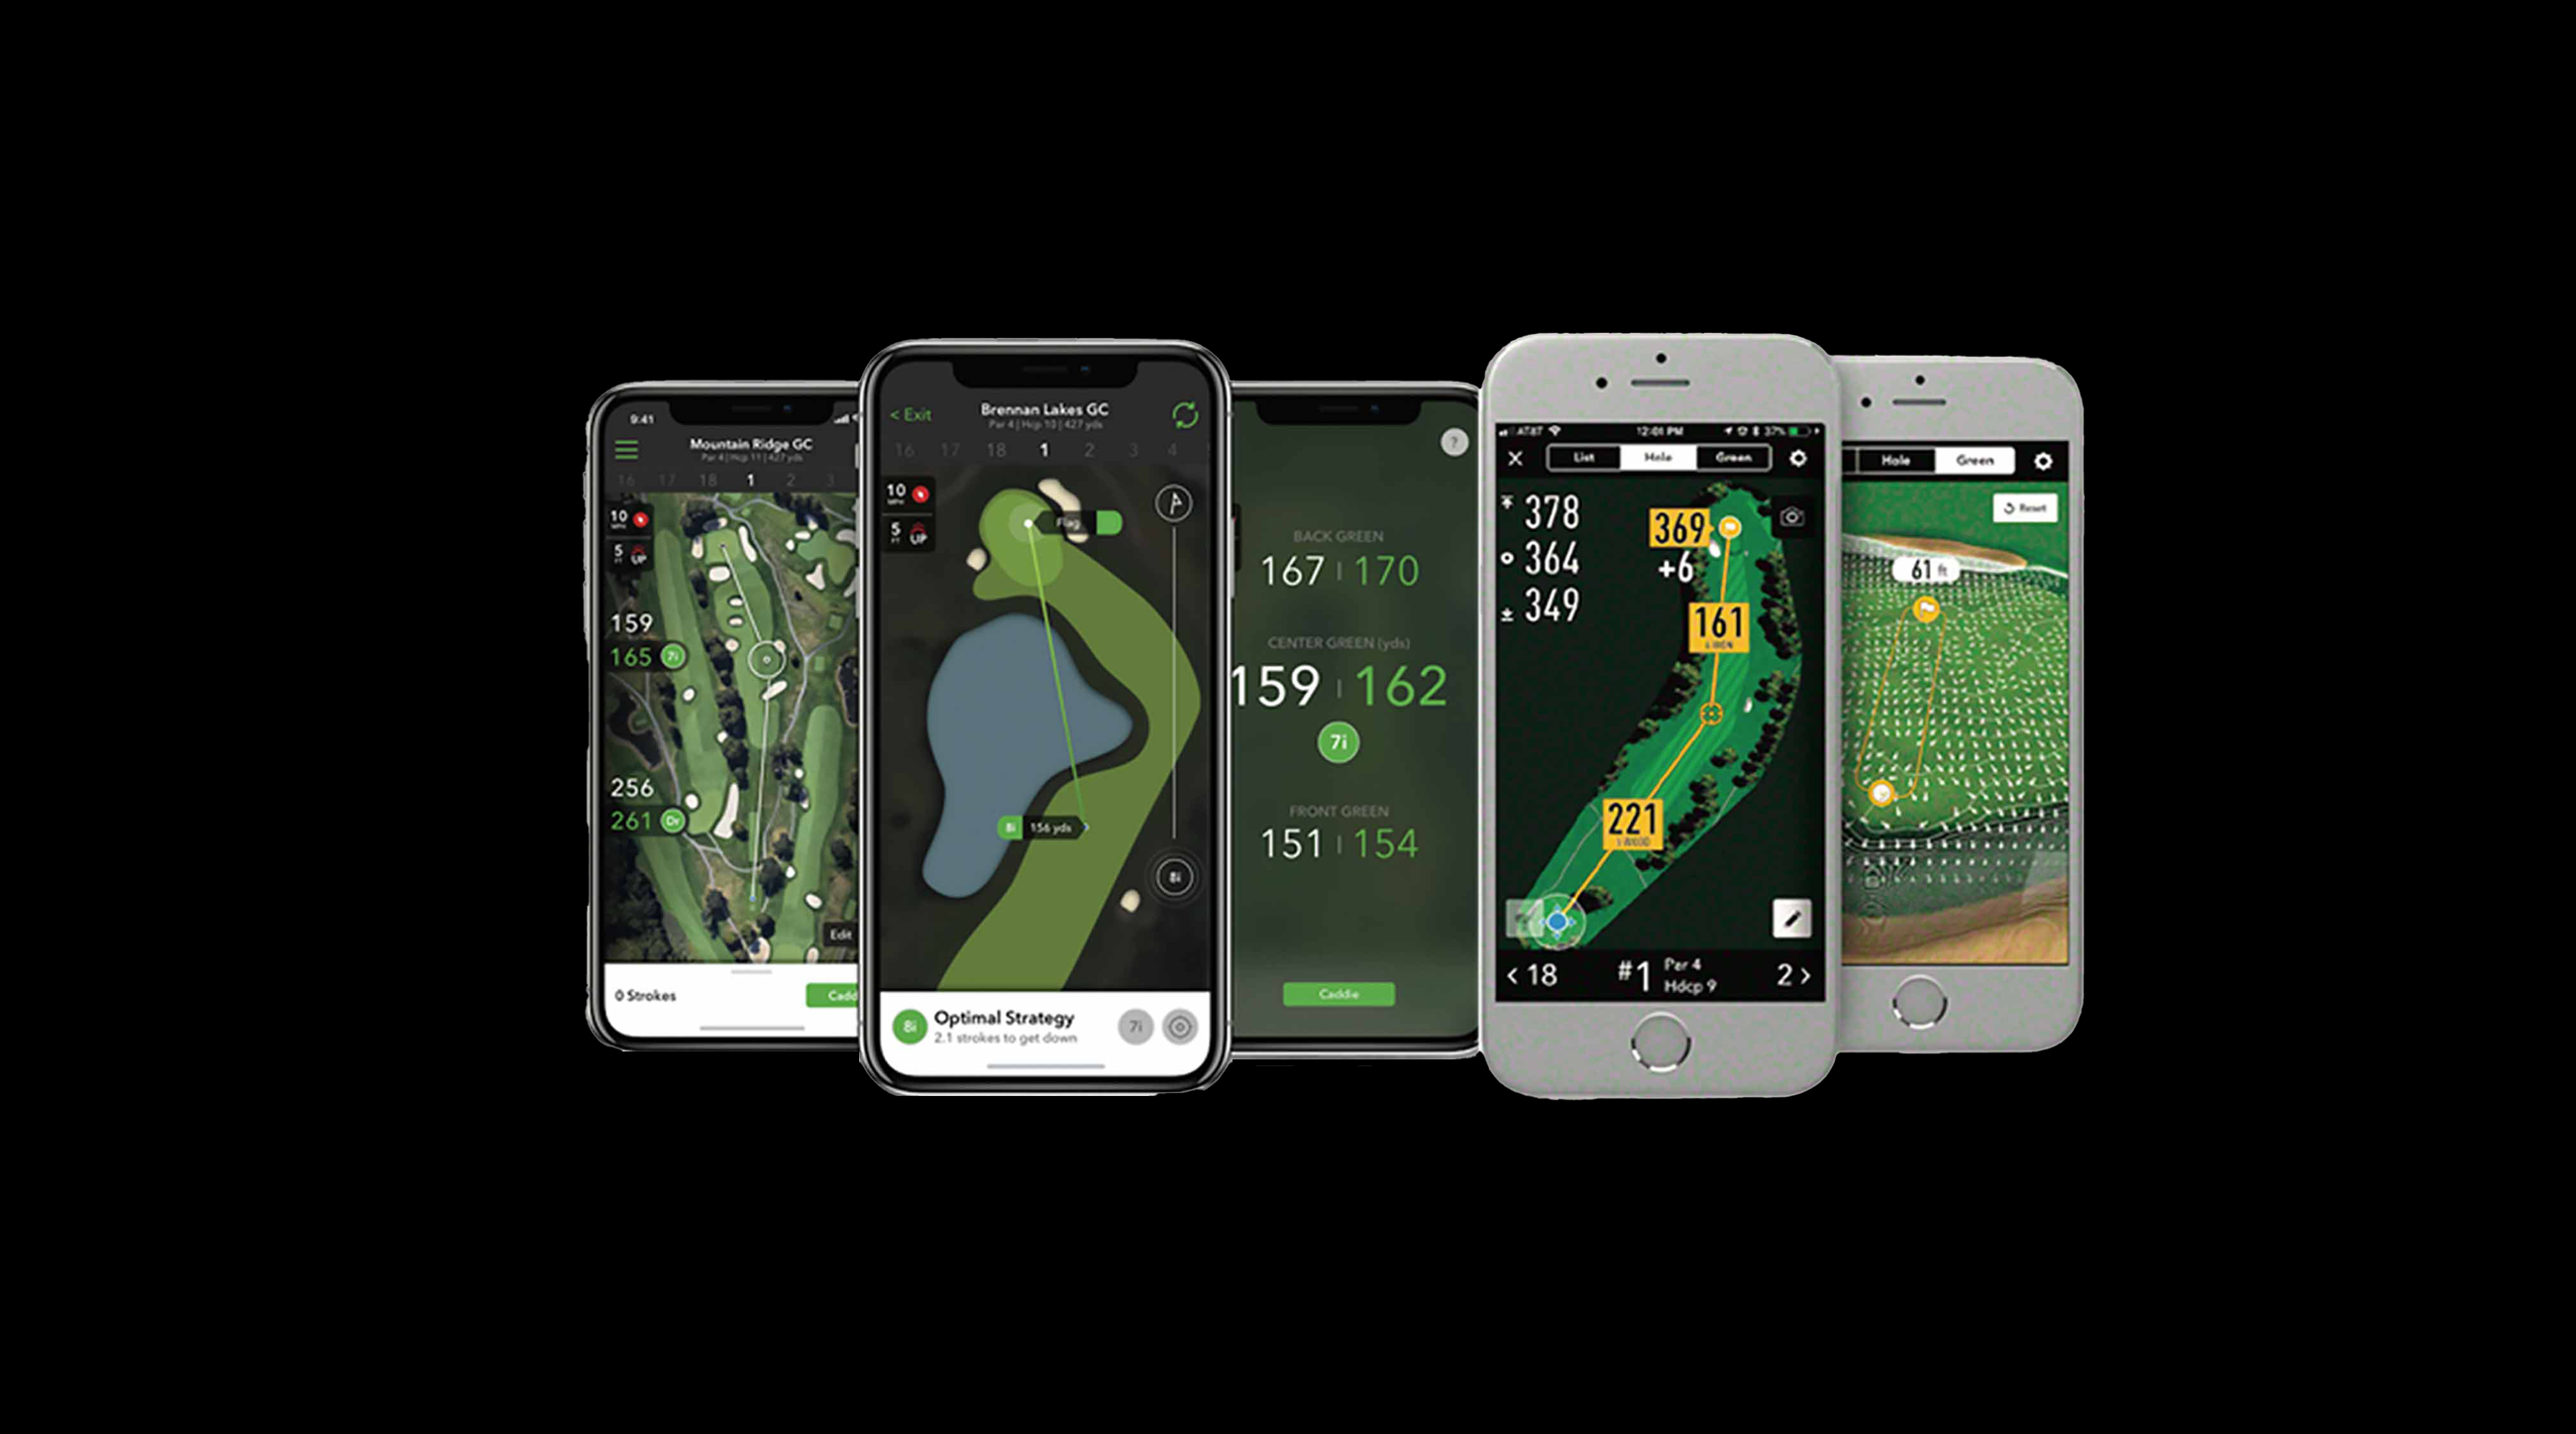 9:41
Mountain Ridge GC
Par 4 | Hcp 11 | 427 yds
16 17 18 1 2 3
10
MPH
5
FT UP
159
165 7i
256
261 Dr
Edit
0 Strokes
< Exit
Brennan Lakes GC
Par 4 | Hcp 10 | 427 yds
16 17 18 1 2 3 4
10
MPH
5
FT UP
Flag
8i 156 yds
8i
8i Optimal Strategy 7i
2.1 strokes to get down
?
BACK GREEN
167 | 170
CENTER GREEN (yds)
159 | 162
7i
FRONT GREEN
151 | 154
Caddie
AT&T 12:01 PM 37%
List Hole Green
378
364
349
369
+6
161
221
< 18 #1 Par 4
Hdcp 9 2 >
Hole Green
Reset
61 ft